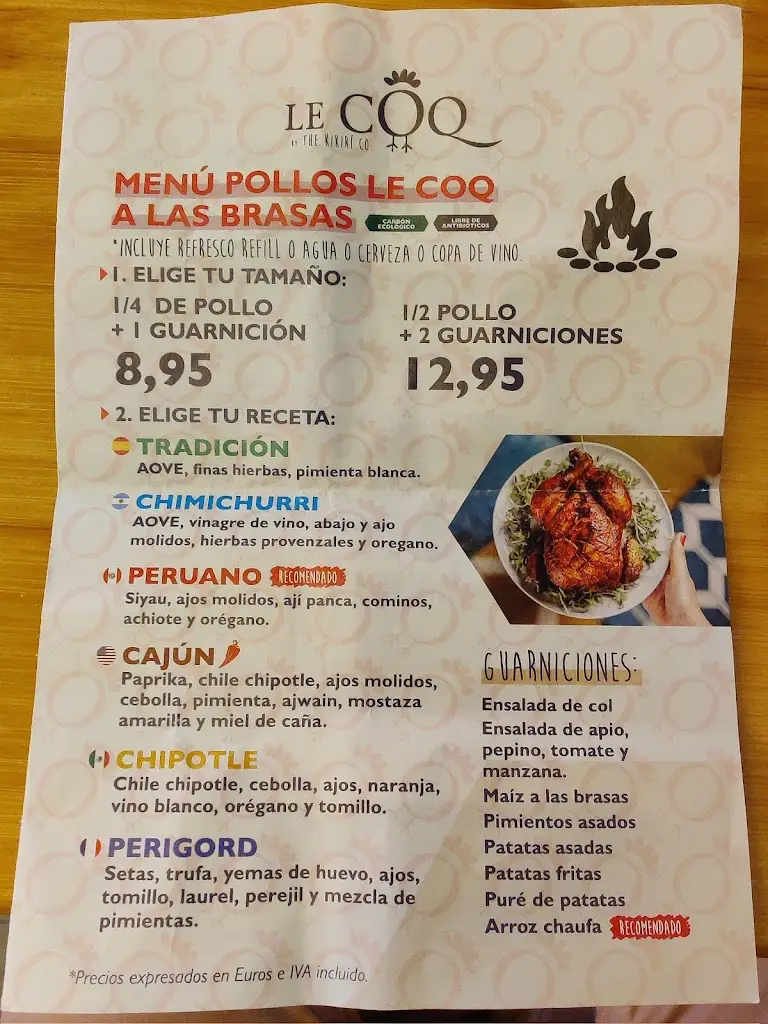 LE COQ
BY THE KIKIRÍ CO.
MENÚ POLLOS LE COQ
A LAS BRASAS
CARBÓN ECOLÓGICO
LIBRE DE ANTIBIÓTICOS
*INCLUYE REFRESCO REFILL O AGUA O CERVEZA O COPA DE VINO.
1. ELIGE TU TAMAÑO:
1/4 DE POLLO
+ 1 GUARNICIÓN
8,95
1/2 POLLO
+ 2 GUARNICIONES
12,95
2. ELIGE TU RECETA:
TRADICIÓN
AOVE, finas hierbas, pimienta blanca.
CHIMICHURRI
AOVE, vinagre de vino, abajo y ajo
molidos, hierbas provenzales y oregano.
PERUANO RECOMENDADO
Siyau, ajos molidos, ají panca, cominos,
achiote y orégano.
CAJÚN
Paprika, chile chipotle, ajos molidos,
cebolla, pimienta, ajwain, mostaza
amarilla y miel de caña.
CHIPOTLE
Chile chipotle, cebolla, ajos, naranja,
vino blanco, orégano y tomillo.
PERIGORD
Setas, trufa, yemas de huevo, ajos,
tomillo, laurel, perejil y mezcla de
pimientas.
GUARNICIONES:
Ensalada de col
Ensalada de apio,
pepino, tomate y
manzana.
Maíz a las brasas
Pimientos asados
Patatas asadas
Patatas fritas
Puré de patatas
Arroz chaufa RECOMENDADO
*Precios expresados en Euros e IVA incluido.